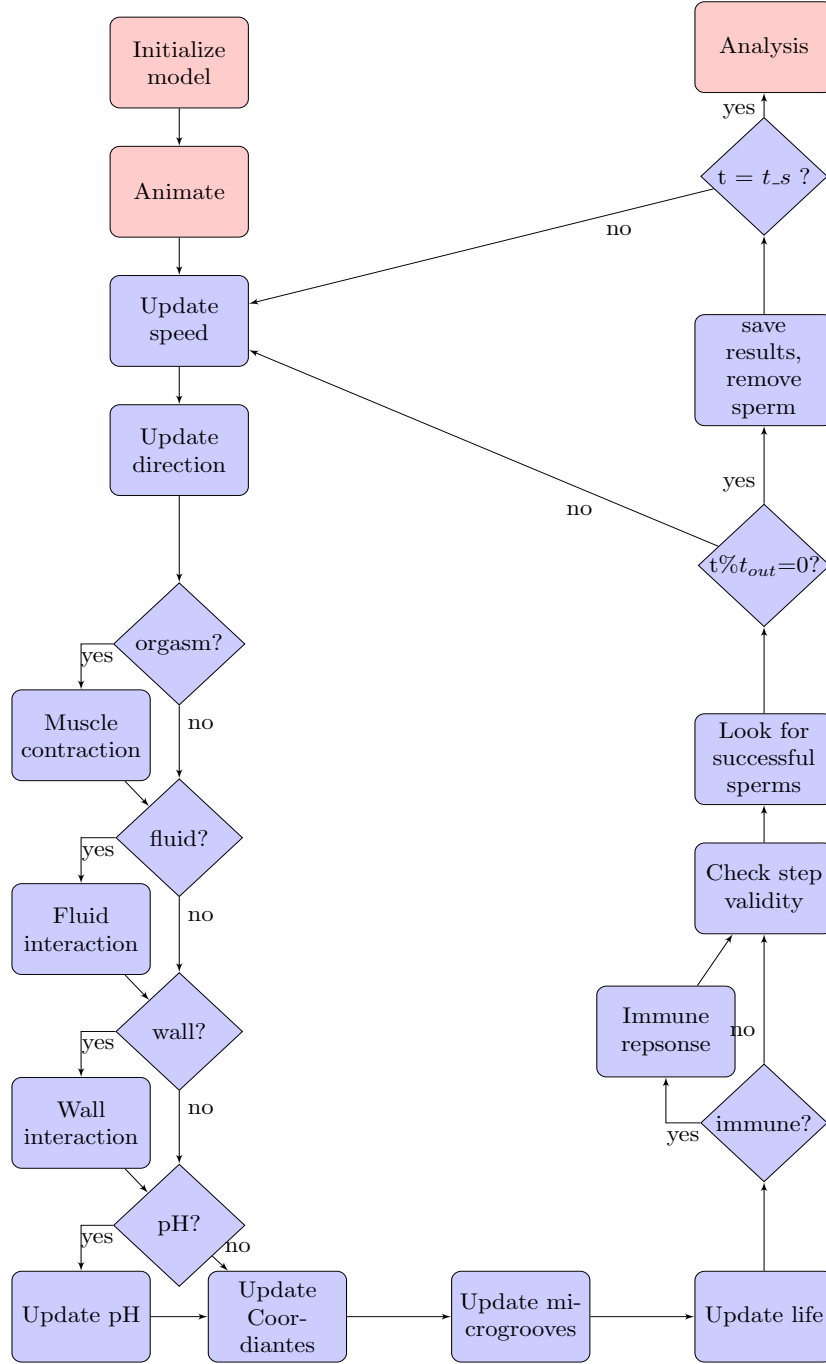 Initialize
model
Animate
Update
speed
Update
direction
orgasm?
yes
no
Muscle
contraction
fluid?
yes
no
Fluid
interaction
wall?
yes
no
Wall
interaction
pH?
yes
no
Update pH
Update
Coor-
diantes
Update mi-
crogrooves
Update life
immune?
yes
no
Immune
repsonse
Check step
validity
Look for
successful
sperms
t%t_{out}=0?
no
yes
save
results,
remove
sperm
t = t_s ?
no
yes
Analysis